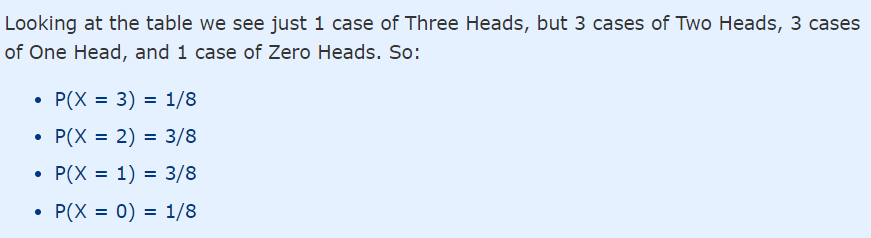 Looking at the table we see just 1 case of Three Heads, but 3 cases of Two Heads, 3 cases
of One Head, and 1 case of Zero Heads. So:
• P(X = 3) = 1/8
• P(X = 2) = 3/8
• P(X = 1) = 3/8
• P(X = 0) = 1/8